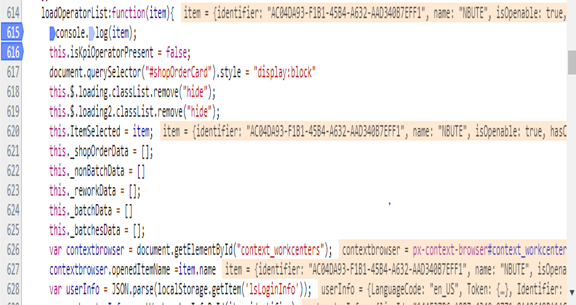 614 loadOperatorList:function(item){ item = {identifier: "AC04DA93-F1B1-45B4-A632-AAD340B7EFF1", name: "NBUTE", isOpenable: true,
615 console.log(item);
616 this.isKpiOperatorPresent = false;
617 document.querySelector("#shopOrderCard").style = "display:block"
618 this.$.loading.classList.remove("hide");
619 this.$.loading2.classList.remove("hide");
620 this.ItemSelected = item; item = {identifier: "AC04DA93-F1B1-45B4-A632-AAD340B7EFF1", name: "NBUTE", isOpenable: true, hasC
621 this._shopOrderData = [];
622 this._nonBatchData = []
623 this._reworkData = [];
624 this._batchData = []
625 this._batchesData = [];
626 var contextbrowser = document.getElementById("context_workcenters"); contextbrowser = px-context-browser#context_workcenter
627 contextbrowser.openedItemName =item.name item = {identifier: "AC04DA93-F1B1-45B4-A632-AAD340B7EFF1", name: "NBUTE", isOpena
628 var userInfo = JSON.parse(localStorage.getItem('isLoginInfo')); userInfo = {LanguageCode: "en_US", Token: {…}, Identifier: